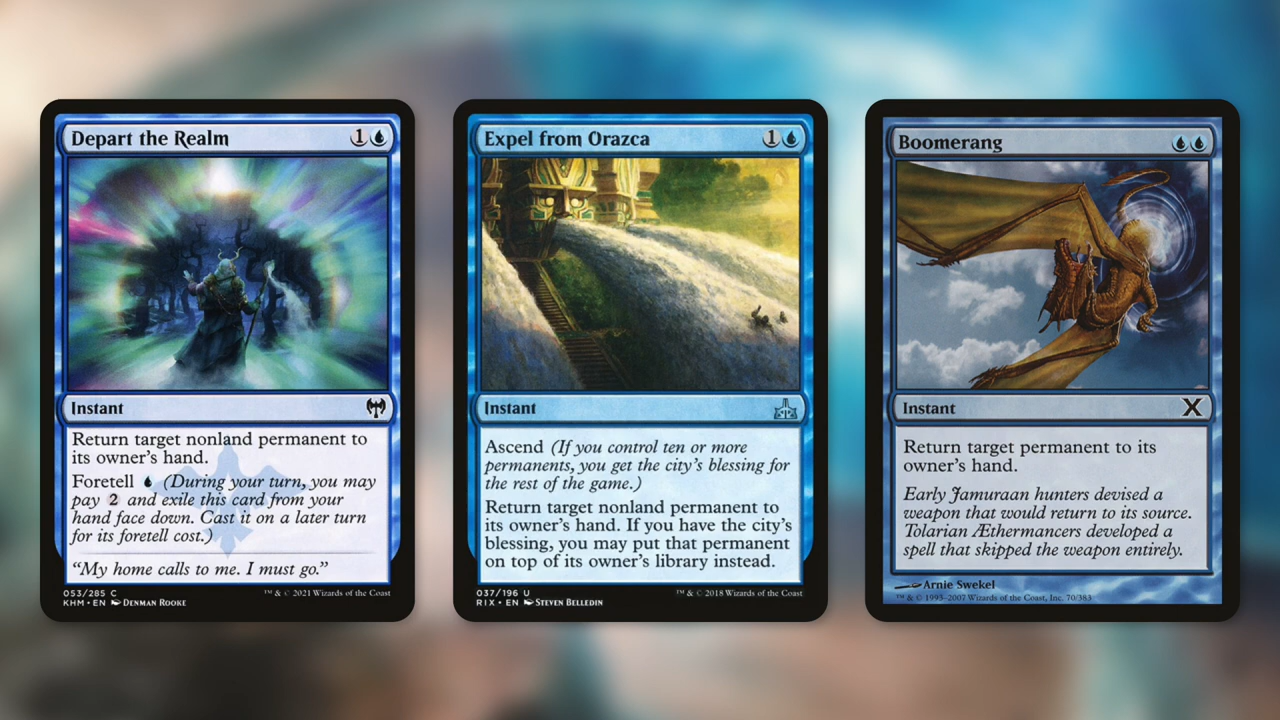 Depart the Realm 1
Instant
Return target nonland permanent to
its owner's hand.
Foretell (During your turn, you may
pay 2 and exile this card from your
hand face down. Cast it on a later turn
for its foretell cost.)
"My home calls to me. I must go."
053/285 C
KHM • EN Denman Rooke
™ & © 2021 Wizards of the Coast
Expel from Orazca 1
Instant
Ascend (If you control ten or more
permanents, you get the city's blessing for
the rest of the game.)
Return target nonland permanent to
its owner's hand. If you have the city's
blessing, you may put that permanent
on top of its owner's library instead.
037/196 U
RIX • EN Steven Belledin
™ & © 2018 Wizards of the Coast
Boomerang
Instant
X
Return target permanent to its
owner's hand.
Early Jamuraan hunters devised a
weapon that would return to its source.
Tolarian Æthermancers developed a
spell that skipped the weapon entirely.
Arnie Swekel
™ & © 1993–2007 Wizards of the Coast, Inc. 70/383